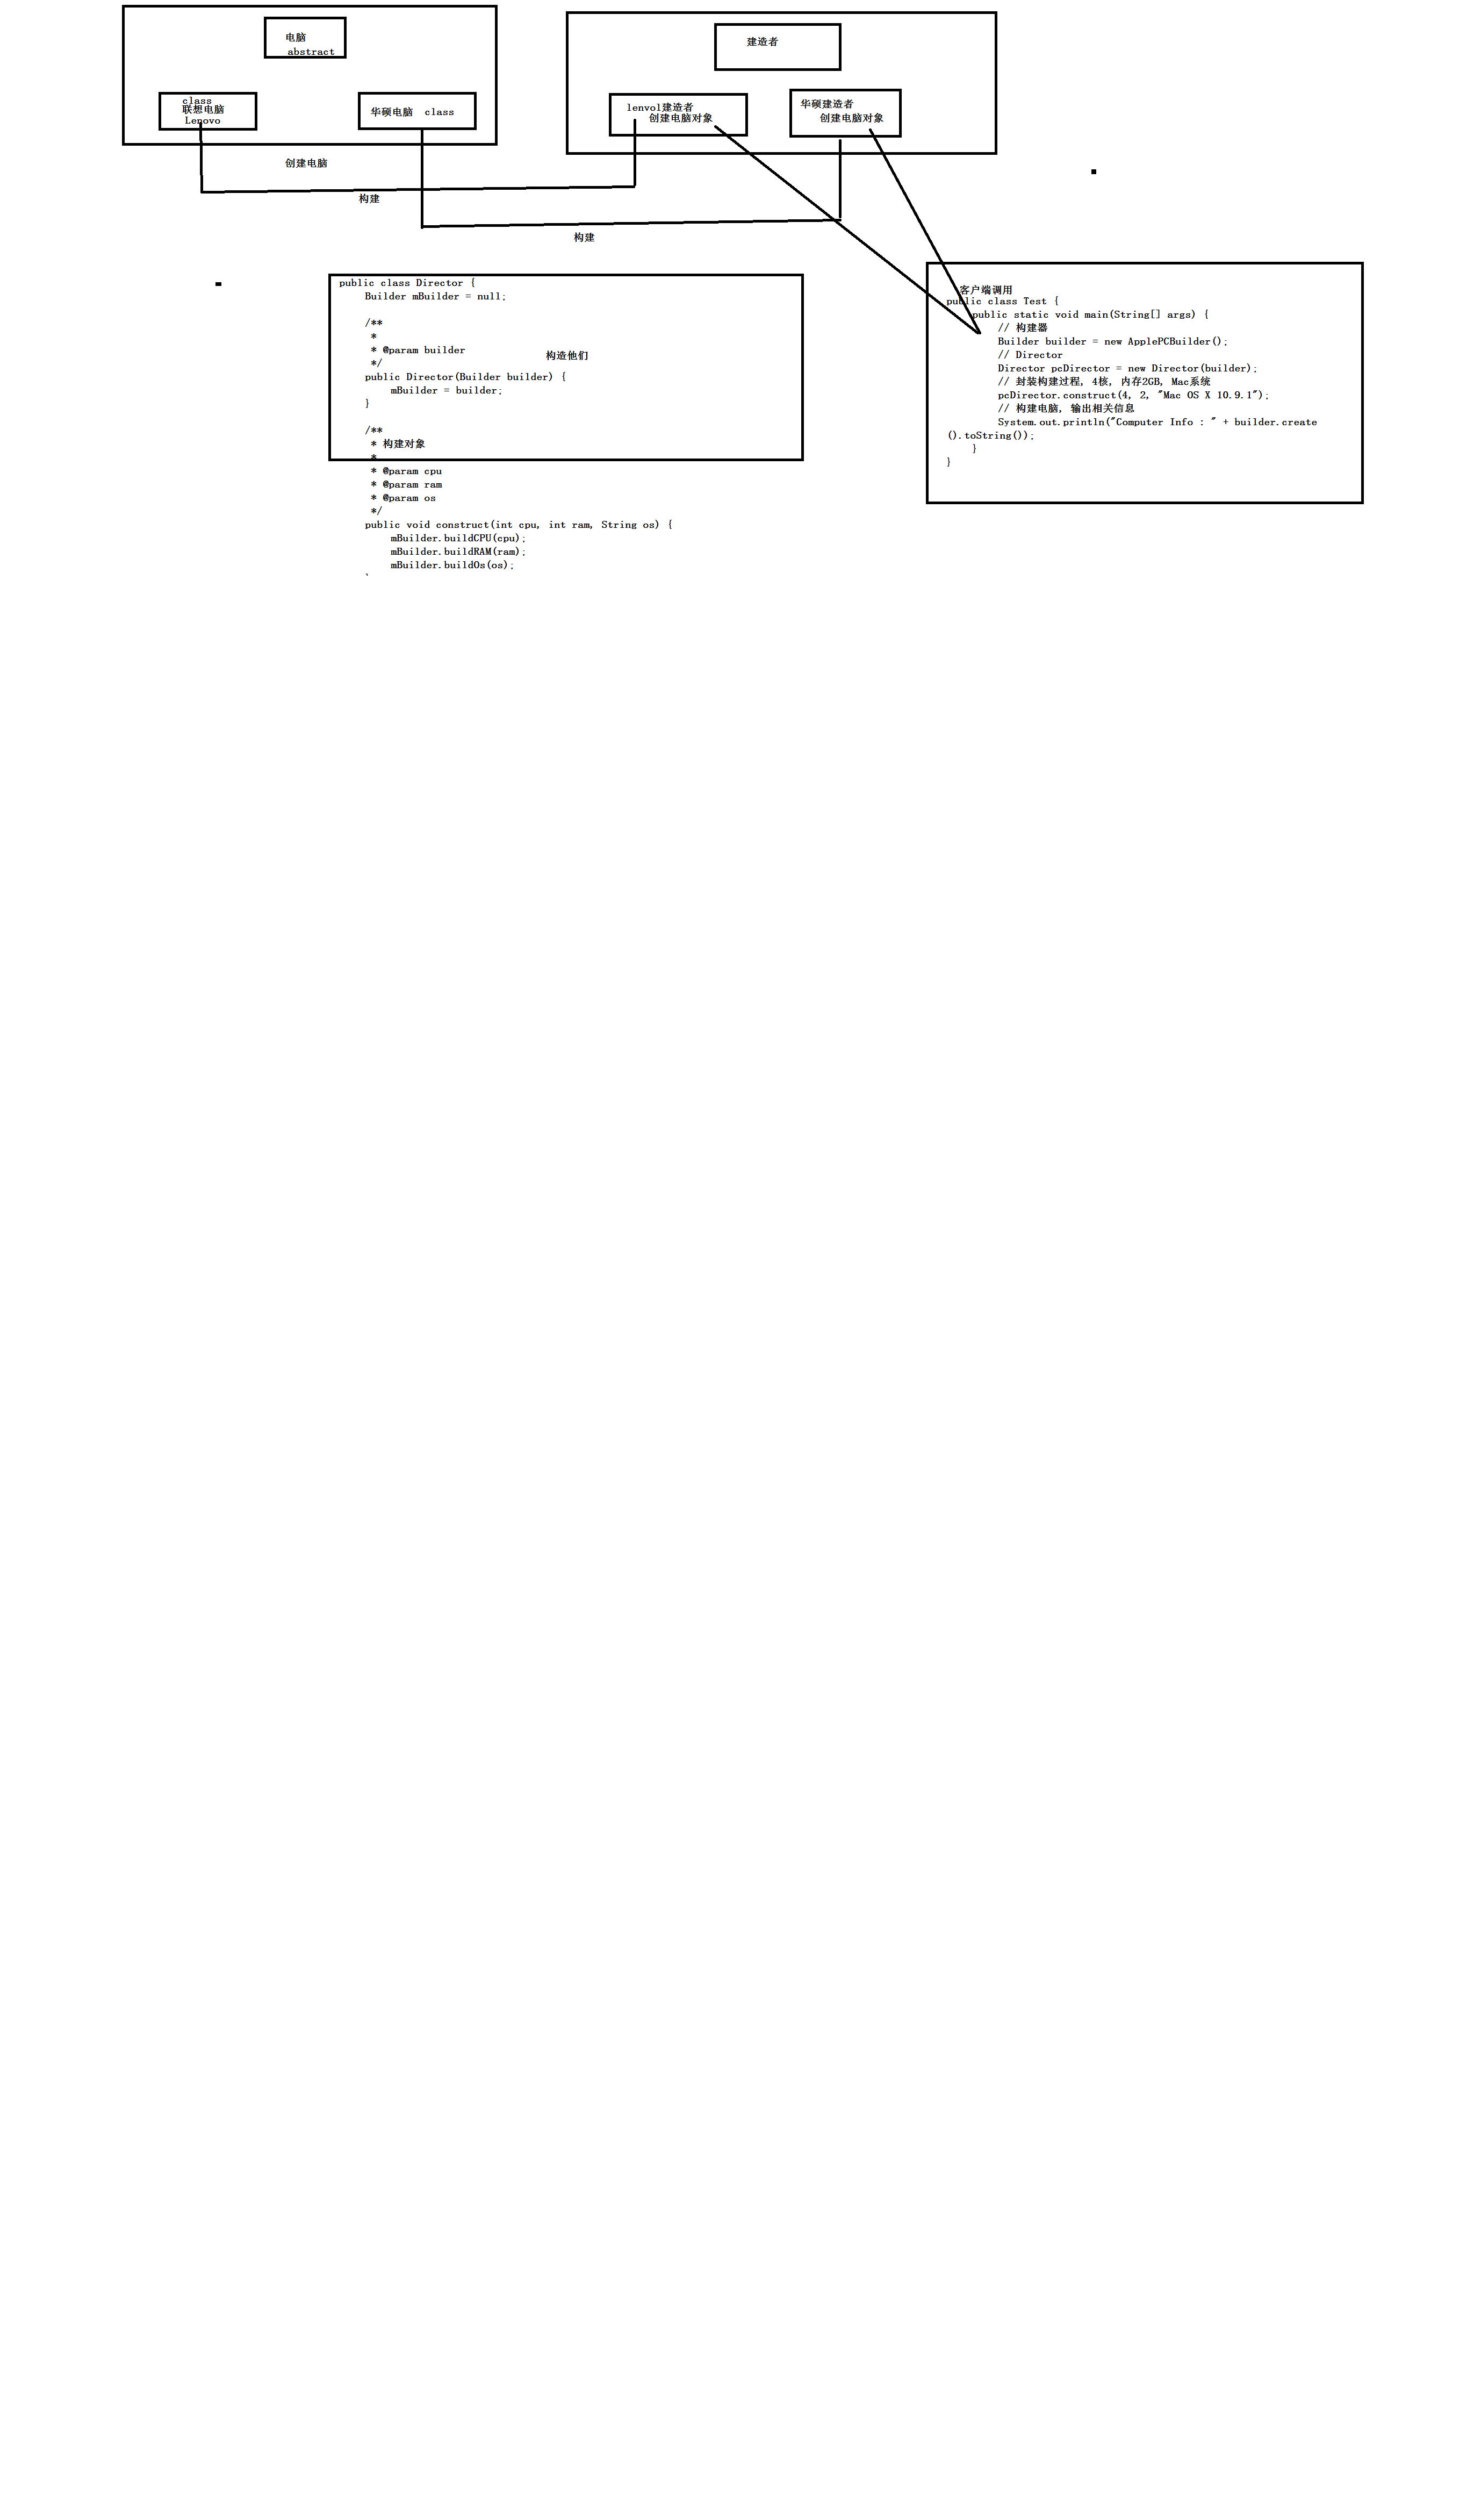 电脑
abstract
class
联想电脑
Lenovo
华硕电脑  class
建造者
lenvol建造者
创建电脑对象
华硕建造者
创建电脑对象
创建电脑
构建
构建
public class Director {
    Builder mBuilder = null;
    /**
     *
     * @param builder
     */
构造他们
    public Director(Builder builder) {
        mBuilder = builder;
    }
    /**
     * 构建对象
     *
     * @param cpu
     * @param ram
     * @param os
     */
    public void construct(int cpu, int ram, String os) {
        mBuilder.buildCPU(cpu);
        mBuilder.buildRAM(ram);
        mBuilder.buildOs(os);
客户端调用
public class Test {
    public static void main(String[] args) {
        // 构建器
        Builder builder = new ApplePCBuilder();
        // Director
        Director pcDirector = new Director(builder);
        // 封装构建过程, 4核, 内存2GB, Mac系统
        pcDirector.construct(4, 2, "Mac OS X 10.9.1");
        // 构建电脑, 输出相关信息
        System.out.println("Computer Info : " + builder.create
().toString());
    }
}